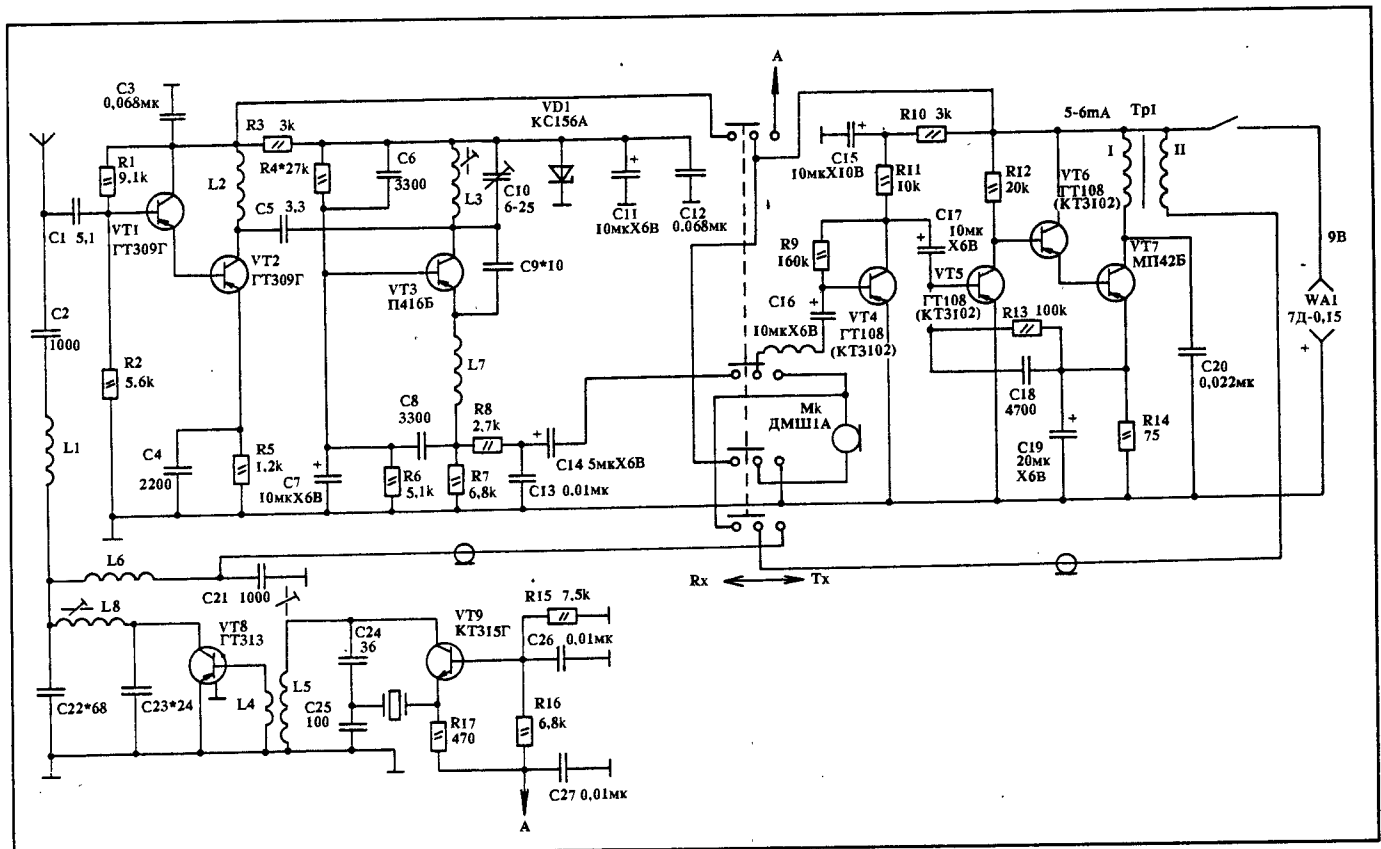 С3
0,068мк
R3 3k
VD1
КС156А
A
R10 3k
5-6mA
Tp1
R1
9,1k
L2
R4*27k
C6
3300
L3
C10
6-25
C15
10мкХ10В
R11
10k
R12
20k
VT6
ГТ108
(КТ3102)
I
II
C5 3,3
C1 5,1
VT1
ГТ309Г
C11
10мкХ6В
C12
0.068мк
C17
10мк
Х6В
R9
160k
VT2
ГТ309Г
C9*10
VT3
П416Б
VT5
ГТ108
(КТ3102)
VT7
МП42Б
9В
C16
10мкХ6В
VT4
ГТ108
(КТ3102)
R13 100k
WA1
7Д-0,15
C2
1000
R2
5.6k
L7
C18
4700
C20
0,022мк
C8
3300
R8
2,7k
Mk
ДМШ1А
L1
C4
2200
R5
1.2k
C7
10мкХ6В
R6
5,1k
R7
6,8k
C14 5мкХ6В
C13 0.01мк
C19
20мк
Х6В
R14
75
L6
C21 1000
Rx
Tx
R15 7,5k
L8
VT8
ГТ313
C24
36
VT9
КТ315Г
C26 0,01мк
C22*68
C23*24
L4
L5
C25
100
R17
470
R16
6,8k
C27 0,01мк
A